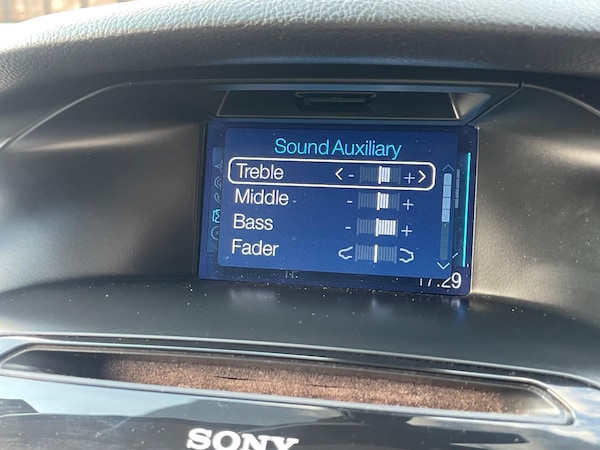 Sound Auxiliary
Treble < - + >
Middle - +
Bass - +
Fader
17:29
SONY